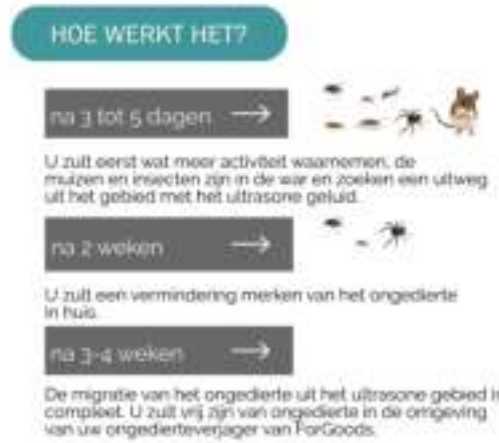 HOE WERKT HET?
na 3 tot 5 dagen →
U zult eerst wat meer activiteit waarnemen, de
muizen en insecten zijn in de war en zoeken een uitweg
uit het gebied met het ultrasone geluid.
na 2 weken →
U zult een vermindering merken van het ongedierte
in huis.
na 3-4 weken →
De migratie van het ongedierte uit het ultrasone gebied i
compleet. U zult vrij zijn van ongedierte in de omgeving
van uw ongedierteverjager van ForGoods.